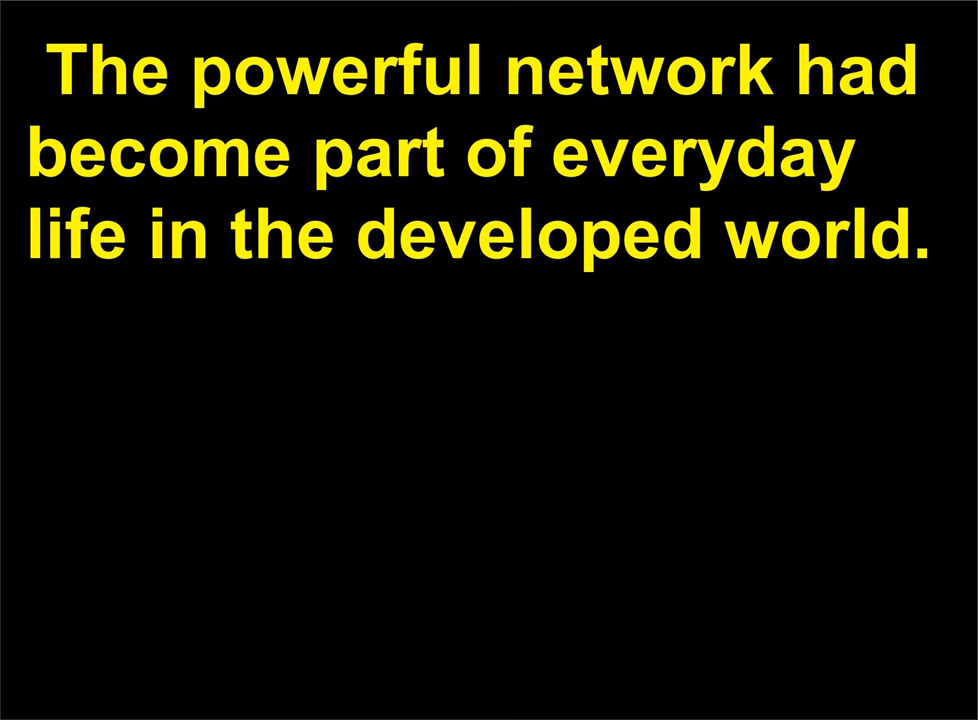 The powerful network had
become part of everyday
life in the developed world.